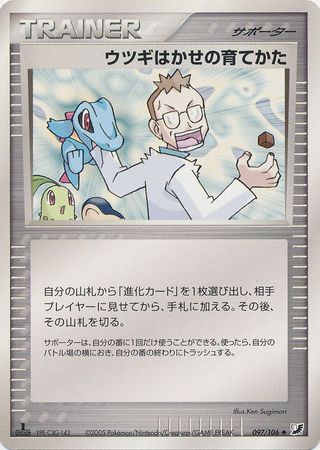 TRAINER
サポーター
ウツギはかせの育てかた
自分の山札から「進化カード」を1枚選び出し、相手
プレイヤーに見せてから、手札に加える。その後、
その山札を切る。
サポーターは、自分の番に1回だけ使うことができる。使ったら、自分の
バトル場の横におき、自分の番の終わりにトラッシュする。
Illus.Ken Sugimori
1 YFE-C3G-143 ©2005 Pokémon/Nintendo/Creatures/GAME FREAK 097/106